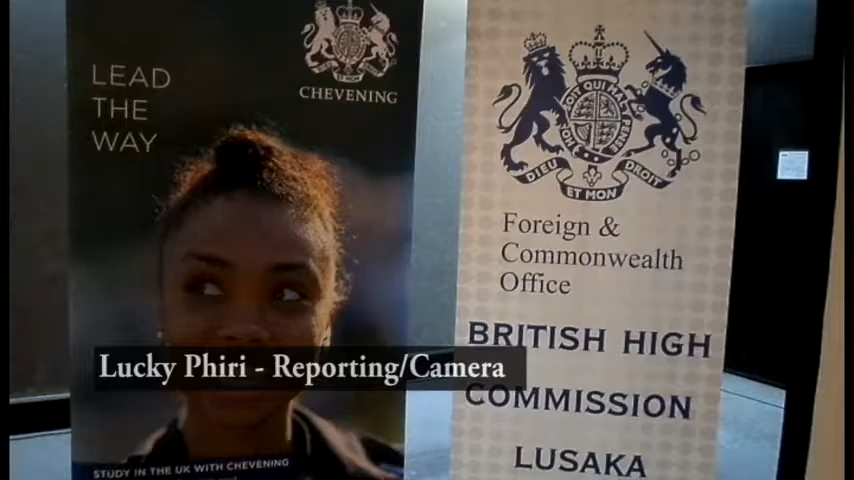 LEAD
THE
WAY
CHEVENING
STUDY IN THE UK WITH CHEVENING
HONI SOIT QUI MAL Y PENSE
DIEU ET MON DROIT
Foreign &
Commonwealth
Office
BRITISH HIGH
COMMISSION
LUSAKA
Lucky Phiri - Reporting/Camera